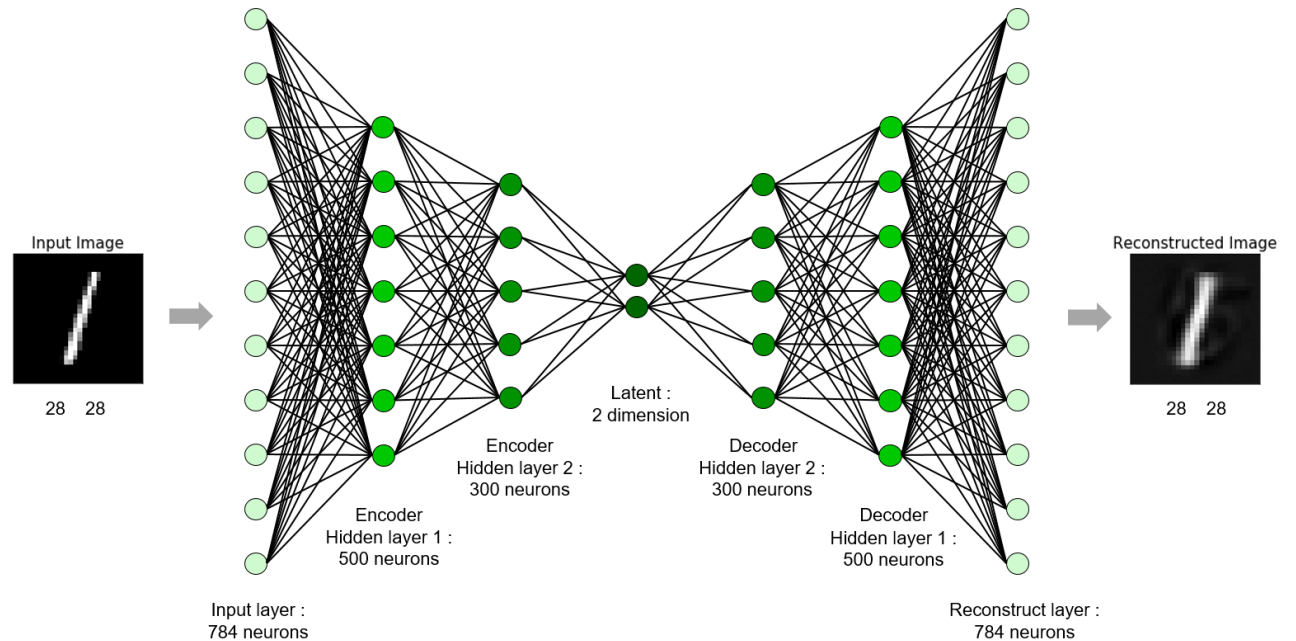 Input Image
28 28
Input layer :
784 neurons
Encoder
Hidden layer 1 :
500 neurons
Encoder
Hidden layer 2 :
300 neurons
Latent :
2 dimension
Decoder
Hidden layer 2 :
300 neurons
Decoder
Hidden layer 1 :
500 neurons
Reconstruct layer :
784 neurons
Reconstructed Image
28 28